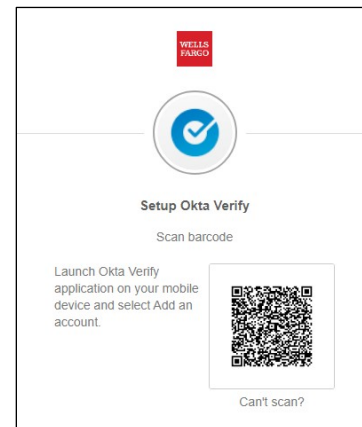 WELLS
FARGO
Setup Okta Verify
Scan barcode
Launch Okta Verify
application on your mobile
device and select Add an
account.
Can't scan?